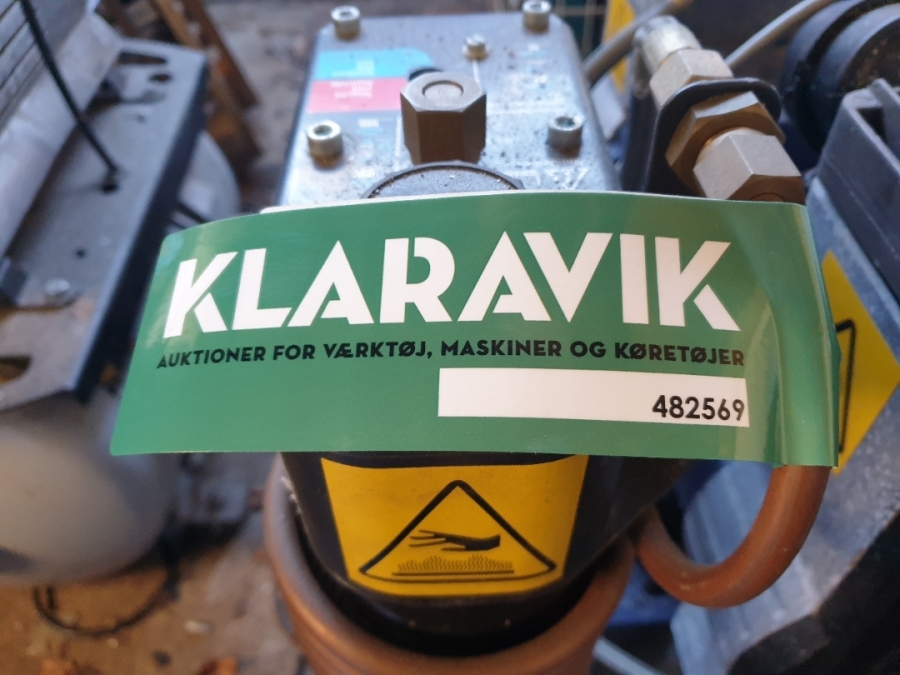 KLARAVIK
AUKTIONER FOR VÆRKTØJ, MASKINER OG KØRETØJER
482569